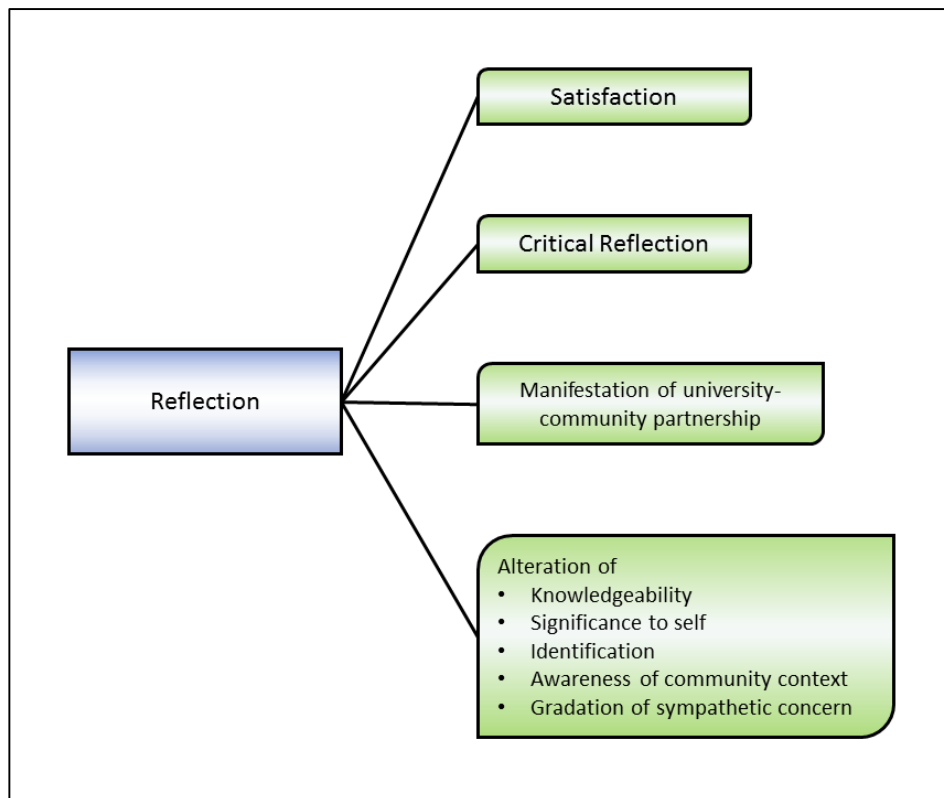 Satisfaction
Critical Reflection
Reflection
Manifestation of university-
community partnership
Alteration of
• Knowledgeability
• Significance to self
• Identification
• Awareness of community context
• Gradation of sympathetic concern